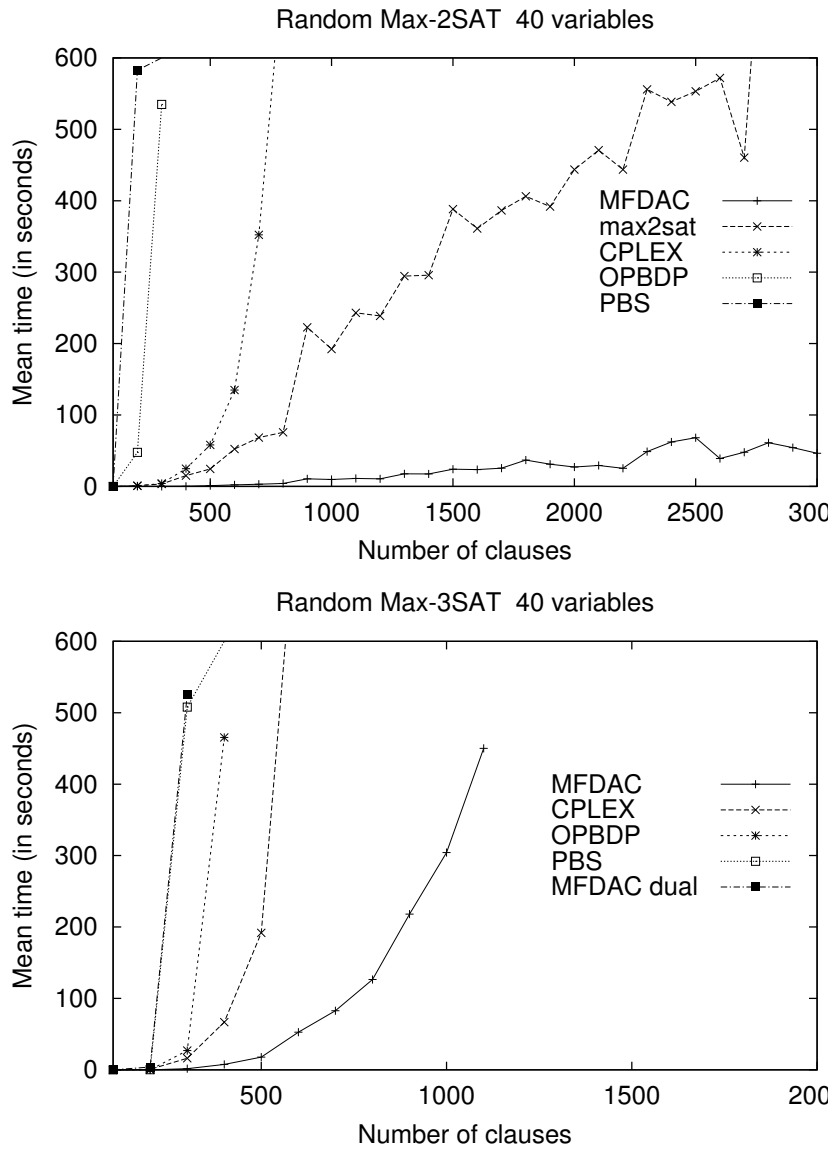 Random Max-2SAT 40 variables
600
500
400
300
200
100
0
Mean time (in seconds)
MFDAC
max2sat
CPLEX
OPBDP
PBS
500
1000
1500
2000
2500
300
Number of clauses
Random Max-3SAT 40 variables
600
500
400
300
200
100
0
Mean time (in seconds)
MFDAC
CPLEX
OPBDP
PBS
MFDAC dual
500
1000
1500
200
Number of clauses